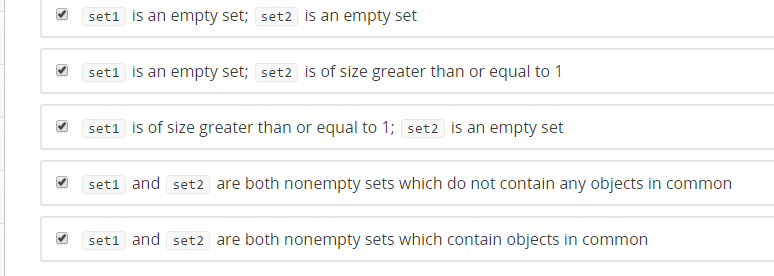 set1 is an empty set; set2 is an empty set
set1 is an empty set; set2 is of size greater than or equal to 1
set1 is of size greater than or equal to 1; set2 is an empty set
set1 and set2 are both nonempty sets which do not contain any objects in common
set1 and set2 are both nonempty sets which contain objects in common